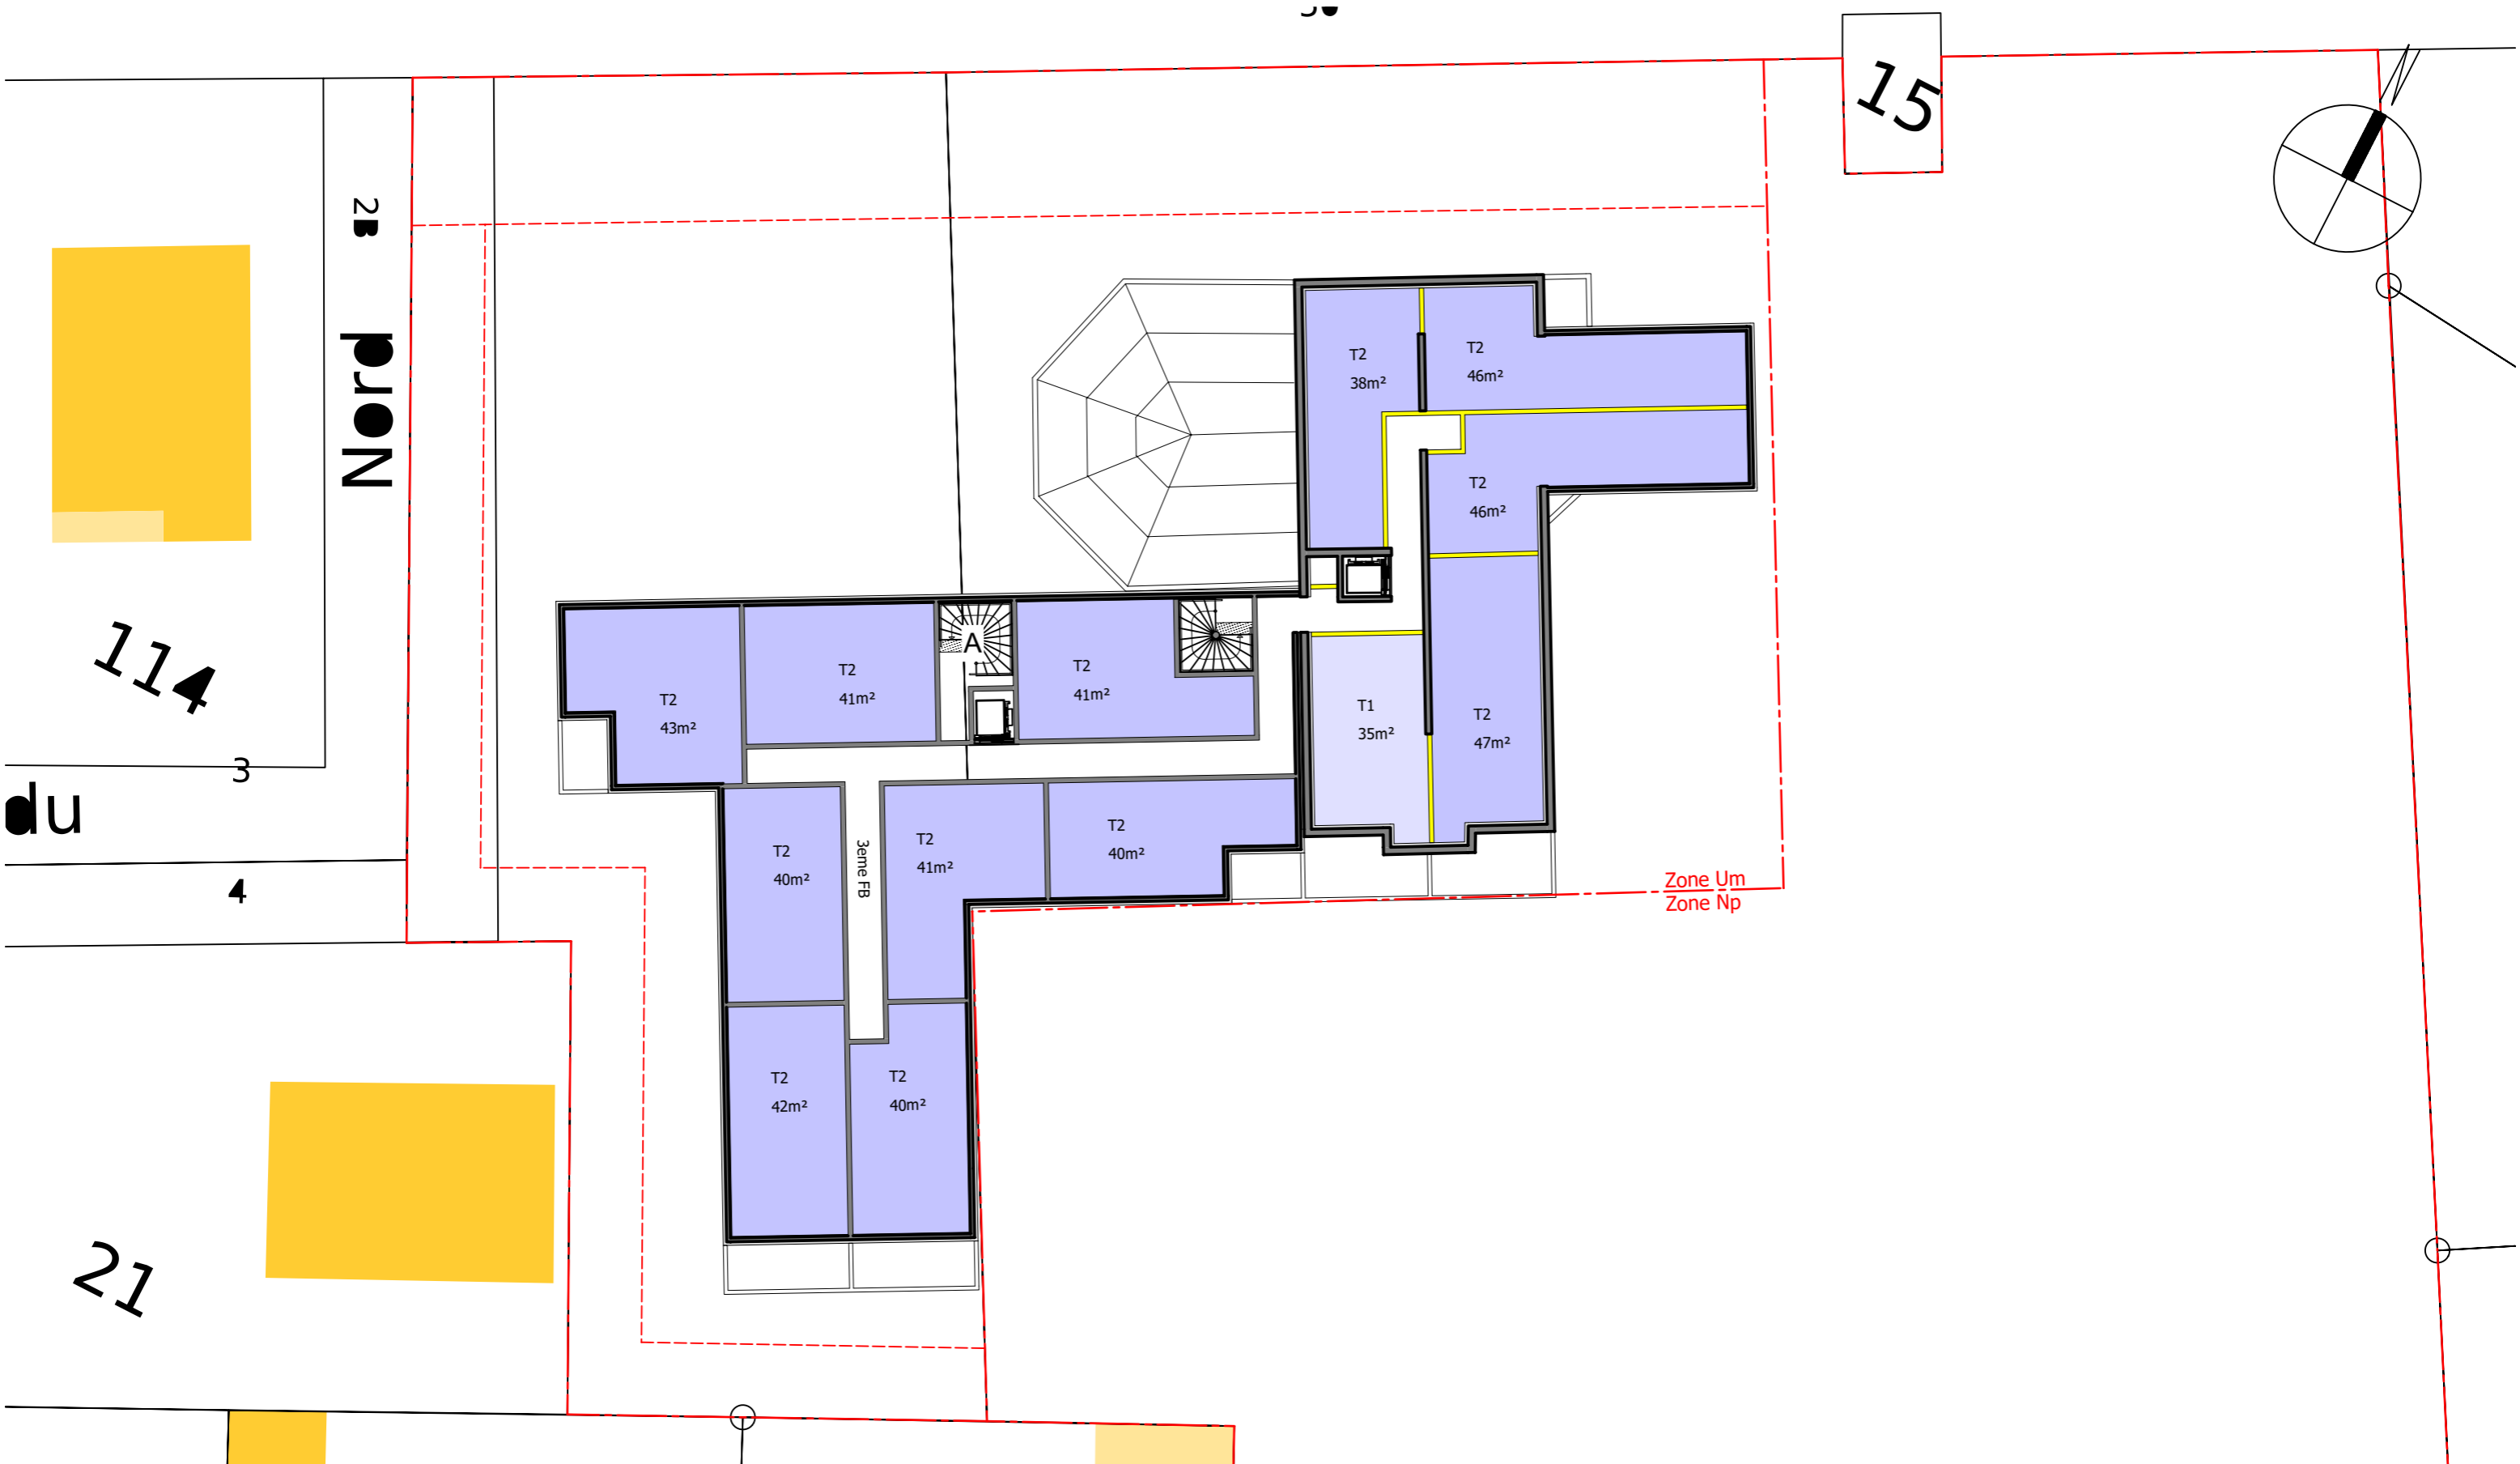 15
2B
Nord
114
3
du
4
21
T2
38m²
T2
46m²
T2
46m²
T2
43m²
T2
41m²
A
T2
41m²
T1
35m²
T2
47m²
T2
40m²
3eme FB
T2
41m²
T2
40m²
T2
42m²
T2
40m²
Zone Um
Zone Np